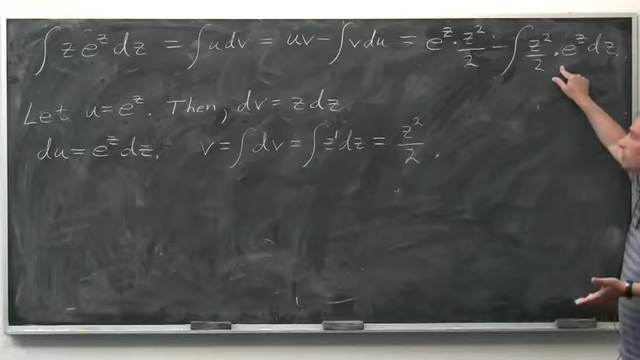 ∫ z e^z dz = ∫ u dv = uv - ∫ v du = e^z · z²/2 - ∫ z²/2 · e^z dz.
Let u = e^z. Then, dv = z dz.
du = e^z dz. v = ∫ dv = ∫ z¹ dz = z²/2.